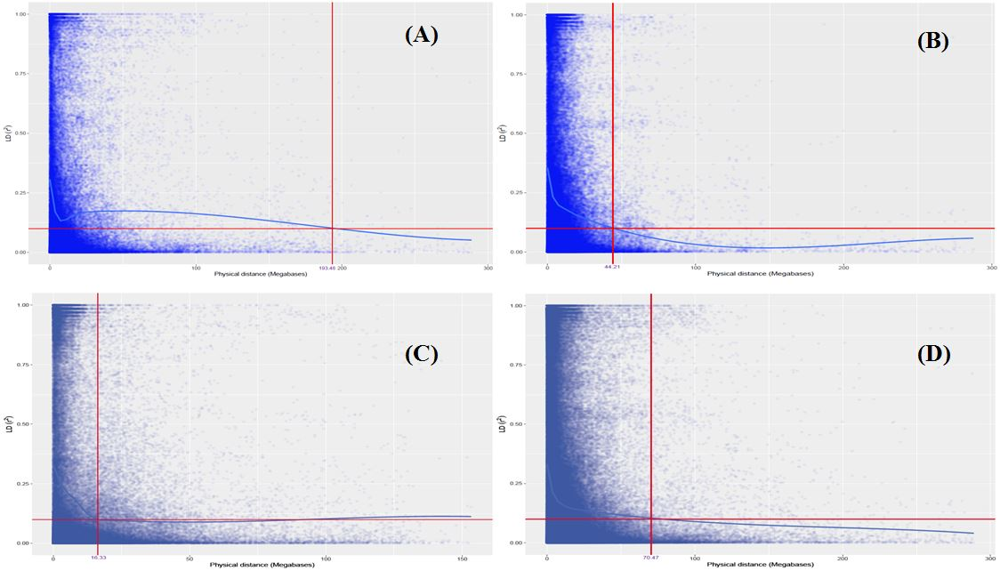 (A)
1.00
0.75
0.50
0.25
0.00
LD (r²)
0 100 193.48 200 300
Physical distance (Megabases)
(B)
1.00
0.75
0.50
0.25
0.00
LD (r²)
0 44.21 100 200 300
Physical distance (Megabases)
(C)
1.00
0.75
0.50
0.25
0.00
LD (r²)
0 16.33 50 100 150
Physical distance (Megabases)
(D)
1.00
0.75
0.50
0.25
0.00
LD (r²)
0 70.47 100 200 300
Physical distance (Megabases)